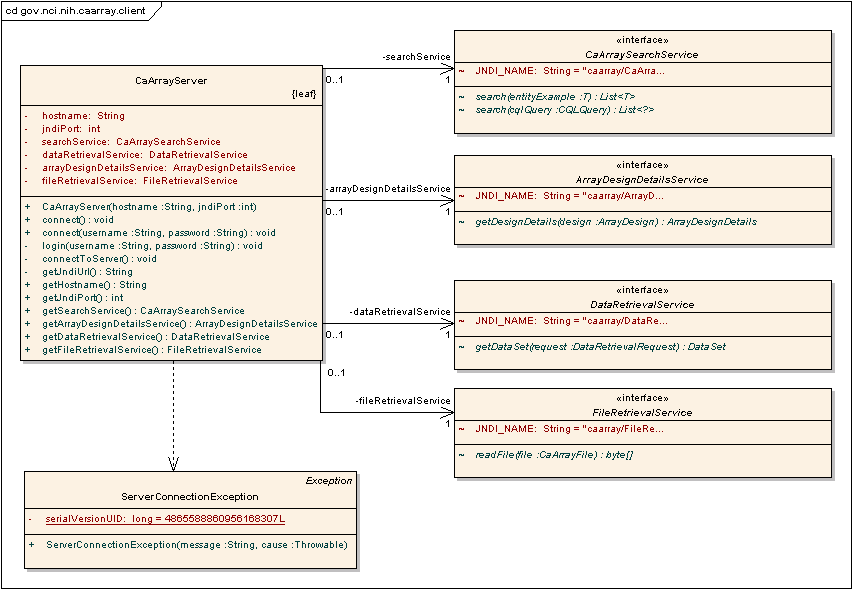 cd gov.nci.nih.caarray.client
CaArrayServer
{leaf}
- hostname: String
- jndiPort: int
- searchService: CaArraySearchService
- dataRetrievalService: DataRetrievalService
- arrayDesignDetailsService: ArrayDesignDetailsService
- fileRetrievalService: FileRetrievalService
+ CaArrayServer(hostname :String, jndiPort :int)
+ connect() : void
+ connect(username :String, password :String) : void
- login(username :String, password :String) : void
- connectToServer() : void
- getJndiUrl() : String
+ getHostname() : String
+ getJndiPort() : int
+ getSearchService() : CaArraySearchService
+ getArrayDesignDetailsService() : ArrayDesignDetailsService
+ getDataRetrievalService() : DataRetrievalService
+ getFileRetrievalService() : FileRetrievalService
-searchService
0..1
1
«interface»
CaArraySearchService
~ JNDI_NAME: String = "caarray/CaArra...
~ search(entityExample :T) : List<T>
~ search(cqlQuery :CQLQuery) : List<?>
-arrayDesignDetailsService
0..1
1
«interface»
ArrayDesignDetailsService
~ JNDI_NAME: String = "caarray/ArrayD...
~ getDesignDetails(design :ArrayDesign) : ArrayDesignDetails
-dataRetrievalService
0..1
1
«interface»
DataRetrievalService
~ JNDI_NAME: String = "caarray/DataRe...
~ getDataSet(request :DataRetrievalRequest) : DataSet
0..1
-fileRetrievalService
1
«interface»
FileRetrievalService
~ JNDI_NAME: String = "caarray/FileRe...
~ readFile(file :CaArrayFile) : byte[]
Exception
ServerConnectionException
- serialVersionUID: long = 4865588860956168307L
+ ServerConnectionException(message :String, cause :Throwable)